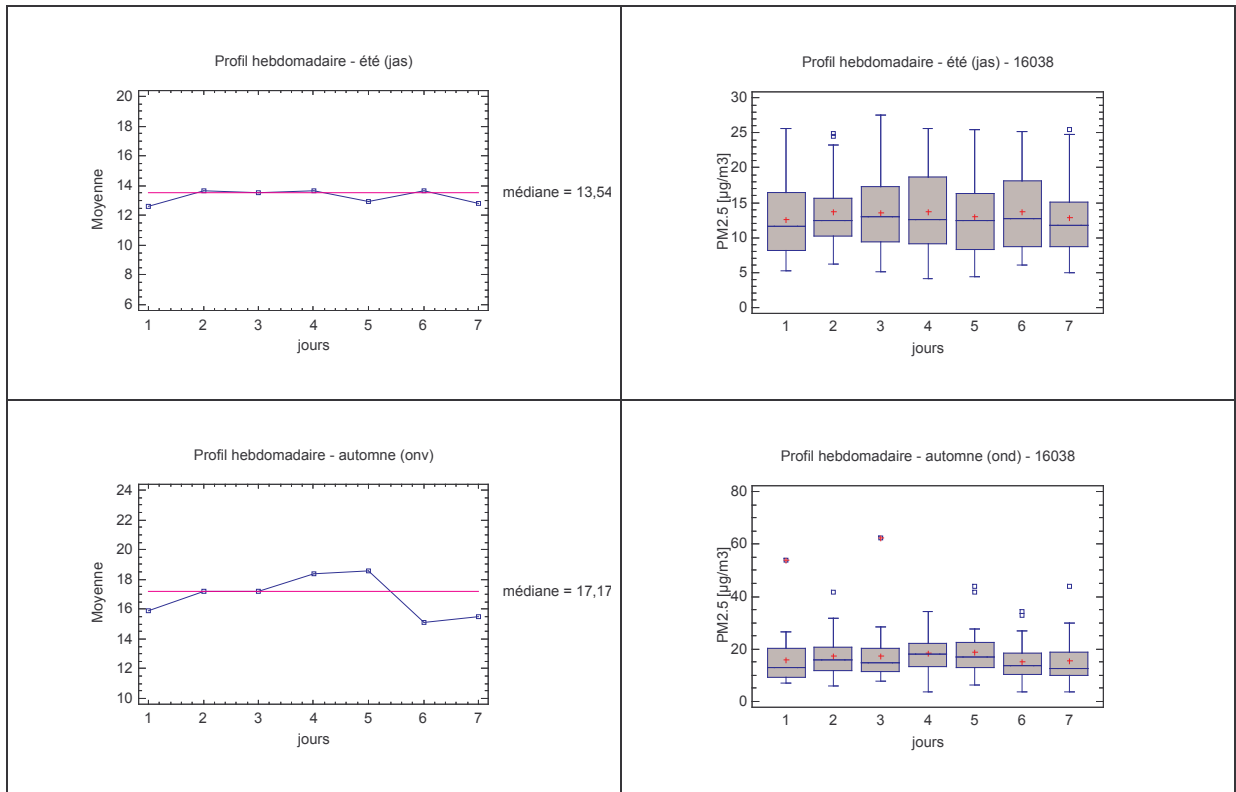 Profil hebdomadaire - été (jas)
Moyenne
20
18
16
14
12
10
8
6
médiane = 13,54
1 2 3 4 5 6 7
jours
Profil hebdomadaire - été (jas) - 16038
PM2.5 [µg/m3]
30
25
20
15
10
5
0
1 2 3 4 5 6 7
jours
Profil hebdomadaire - automne (onv)
Moyenne
24
22
20
18
16
14
12
10
médiane = 17,17
1 2 3 4 5 6 7
jours
Profil hebdomadaire - automne (ond) - 16038
PM2.5 [µg/m3]
80
60
40
20
0
1 2 3 4 5 6 7
jours